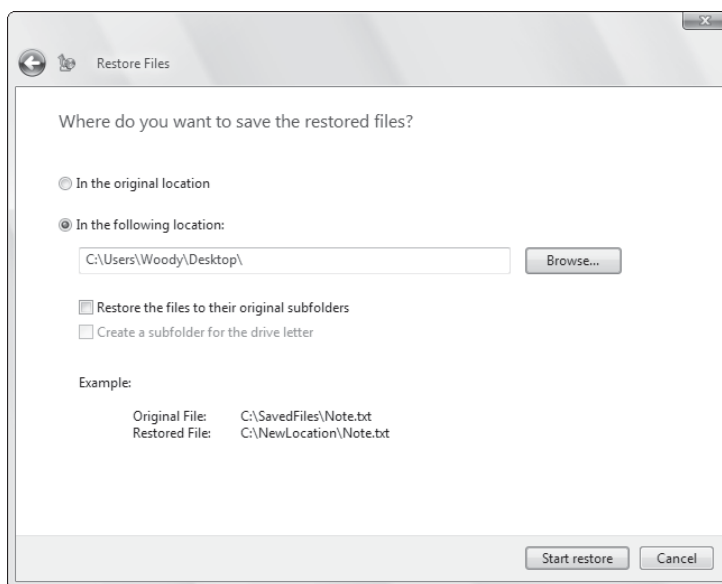 Restore Files
Where do you want to save the restored files?
In the original location
In the following location:
C:\Users\Woody\Desktop\
Browse...
Restore the files to their original subfolders
Create a subfolder for the drive letter
Example:
Original File: C:\SavedFiles\Note.txt
Restored File: C:\NewLocation\Note.txt
Start restore
Cancel